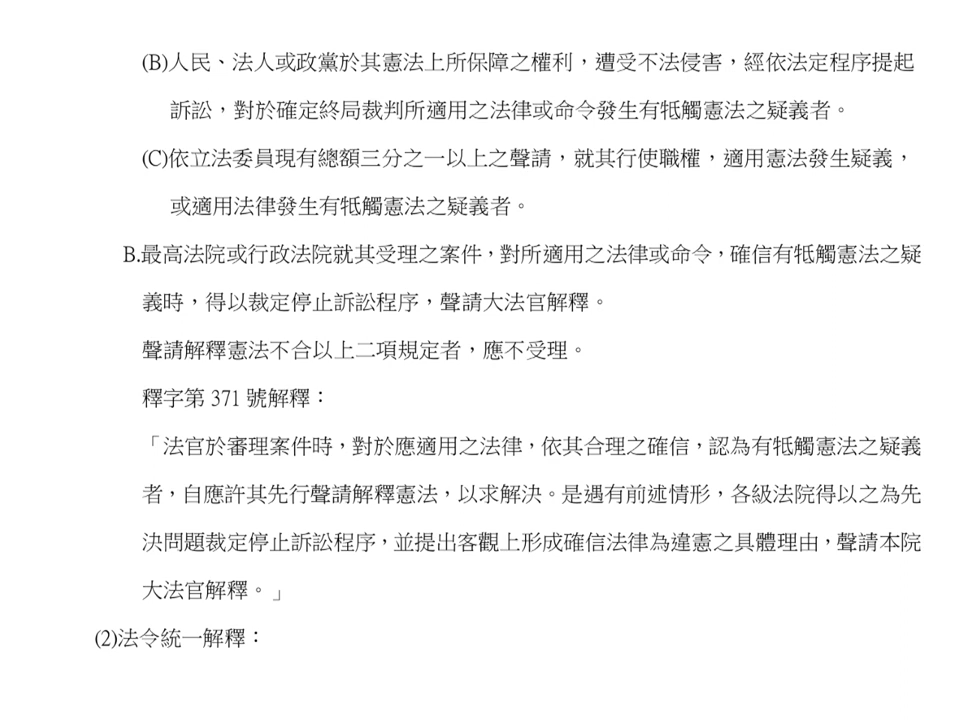 (B)人民、法人或政黨於其憲法上所保障之權利，遭受不法侵害，經依法定程序提起
訴訟，對於確定終局裁判所適用之法律或命令發生有牴觸憲法之疑義者。
(C)依立法委員現有總額三分之一以上之聲請，就其行使職權，適用憲法發生疑義，
或適用法律發生有牴觸憲法之疑義者。
B.最高法院或行政法院就其受理之案件，對所適用之法律或命令，確信有牴觸憲法之疑
義時，得以裁定停止訴訟程序，聲請大法官解釋。
聲請解釋憲法不合以上二項規定者，應不受理。
釋字第 371 號解釋：
「法官於審理案件時，對於應適用之法律，依其合理之確信，認為有牴觸憲法之疑義
者，自應許其先行聲請解釋憲法，以求解決。是遇有前述情形，各級法院得以之為先
決問題裁定停止訴訟程序，並提出客觀上形成確信法律為違憲之具體理由，聲請本院
大法官解釋。」
(2)法令統一解釋：